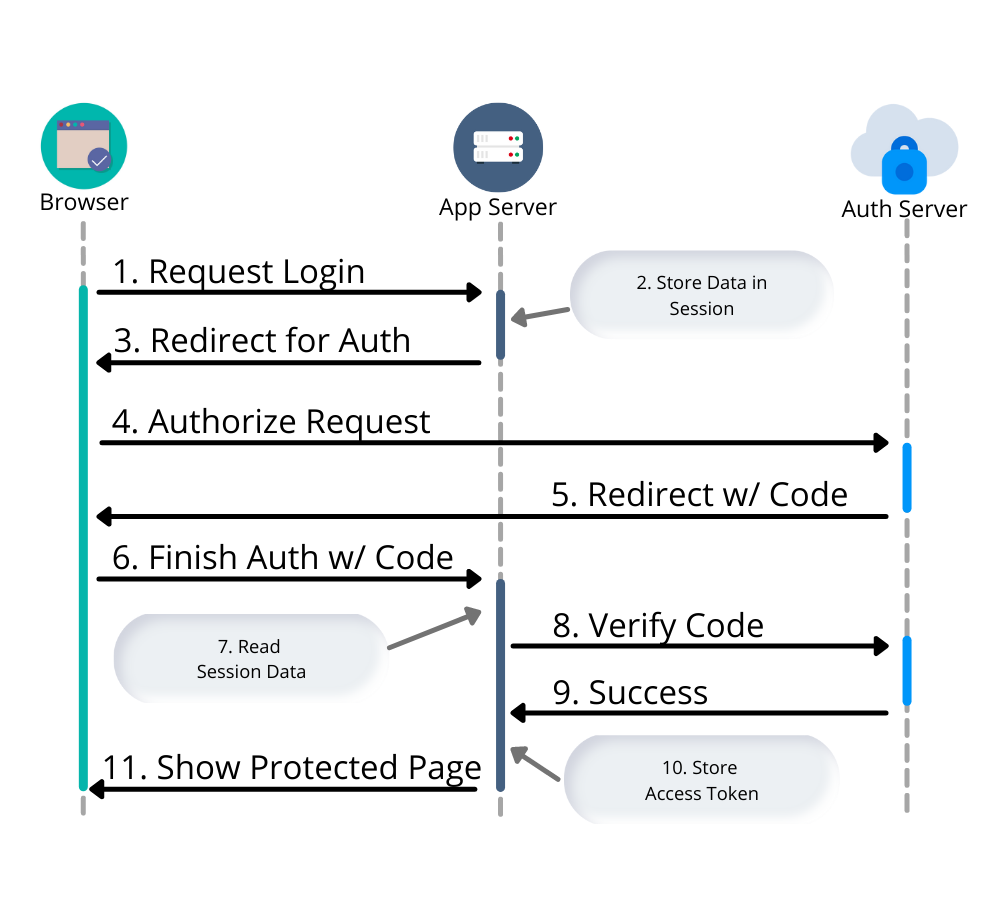 Browser
App Server
Auth Server
1. Request Login
2. Store Data in
Session
3. Redirect for Auth
4. Authorize Request
5. Redirect w/ Code
6. Finish Auth w/ Code
7. Read
Session Data
8. Verify Code
9. Success
10. Store
Access Token
11. Show Protected Page